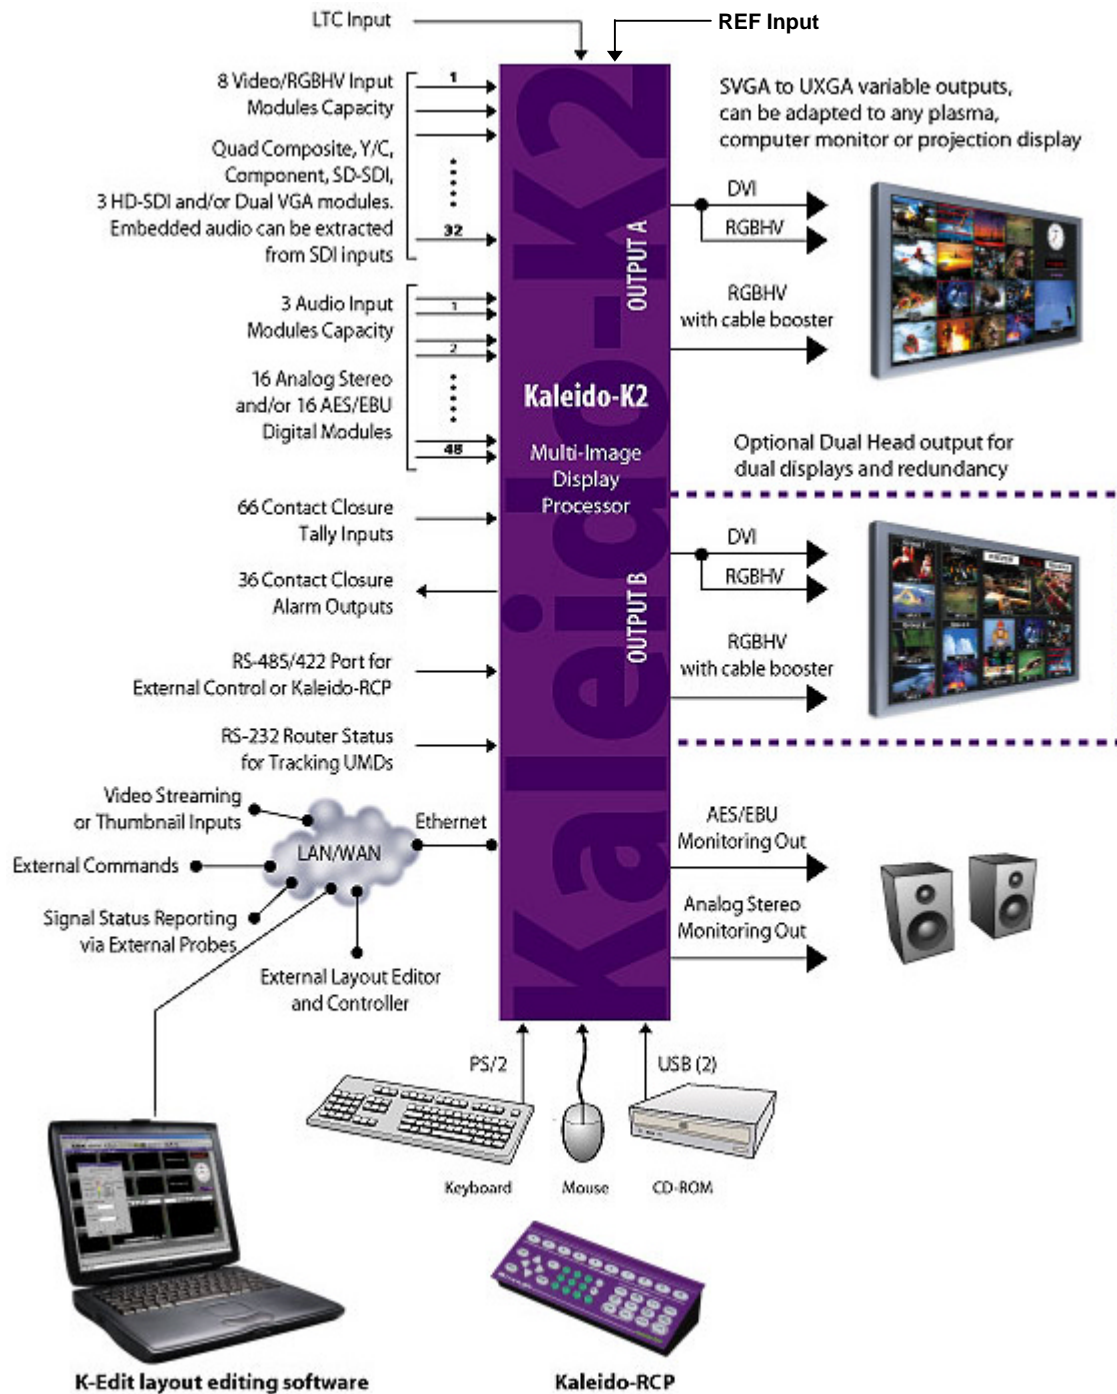 LTC Input
REF Input
8 Video/RGBHV Input
Modules Capacity
1
Quad Composite, Y/C,
Component, SD-SDI,
3 HD-SDI and/or Dual VGA modules.
Embedded audio can be extracted
from SDI inputs
32
3 Audio Input
Modules Capacity
1
2
16 Analog Stereo
and/or 16 AES/EBU
Digital Modules
48
66 Contact Closure
Tally Inputs
36 Contact Closure
Alarm Outputs
RS-485/422 Port for
External Control or Kaleido-RCP
RS-232 Router Status
for Tracking UMDs
Video Streaming
or Thumbnail Inputs
Ethernet
LAN/WAN
External Commands
Signal Status Reporting
via External Probes
External Layout Editor
and Controller
Kaleido-K2
Kaleido-K2
Multi-Image
Display
Processor
OUTPUT A
OUTPUT B
SVGA to UXGA variable outputs,
can be adapted to any plasma,
computer monitor or projection display
DVI
RGBHV
RGBHV
with cable booster
Optional Dual Head output for
dual displays and redundancy
DVI
RGBHV
RGBHV
with cable booster
AES/EBU
Monitoring Out
Analog Stereo
Monitoring Out
PS/2
USB (2)
Keyboard
Mouse
CD-ROM
K-Edit layout editing software
Kaleido-RCP